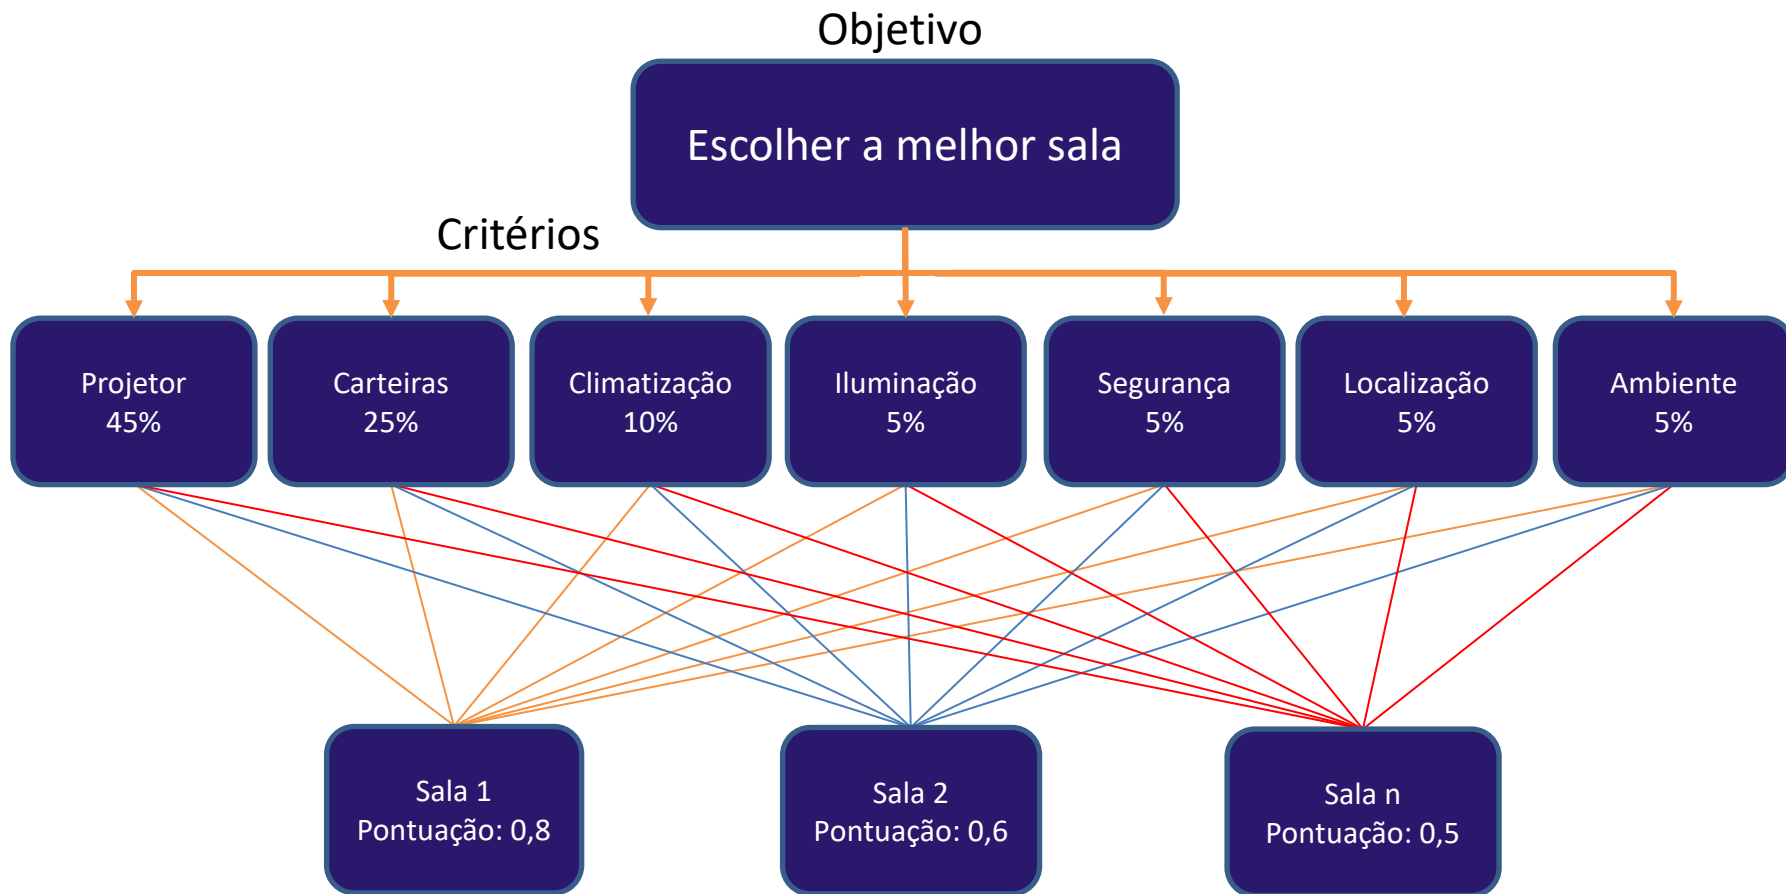 Objetivo
Escolher a melhor sala
Critérios
Projetor
45%
Carteiras
25%
Climatização
10%
Iluminação
5%
Segurança
5%
Localização
5%
Ambiente
5%
Sala 1
Pontuação: 0,8
Sala 2
Pontuação: 0,6
Sala n
Pontuação: 0,5